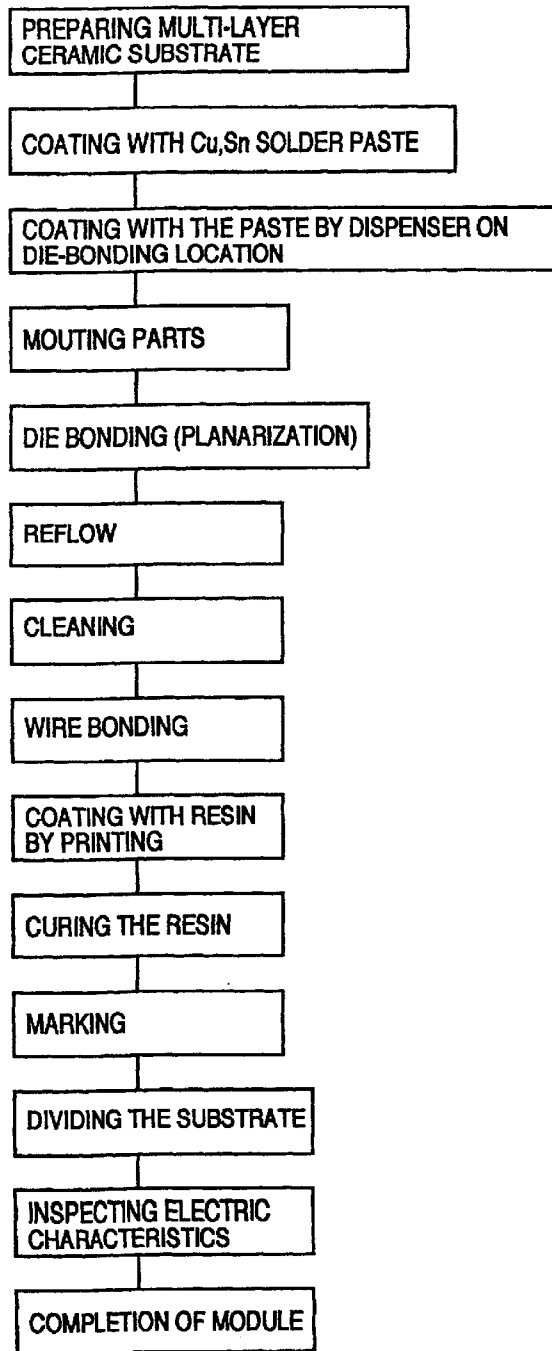 PREPARING MULTI-LAYER
CERAMIC SUBSTRATE
COATING WITH Cu,Sn SOLDER PASTE
COATING WITH THE PASTE BY DISPENSER ON
DIE-BONDING LOCATION
MOUTING PARTS
DIE BONDING (PLANARIZATION)
REFLOW
CLEANING
WIRE BONDING
COATING WITH RESIN
BY PRINTING
CURING THE RESIN
MARKING
DIVIDING THE SUBSTRATE
INSPECTING ELECTRIC
CHARACTERISTICS
COMPLETION OF MODULE